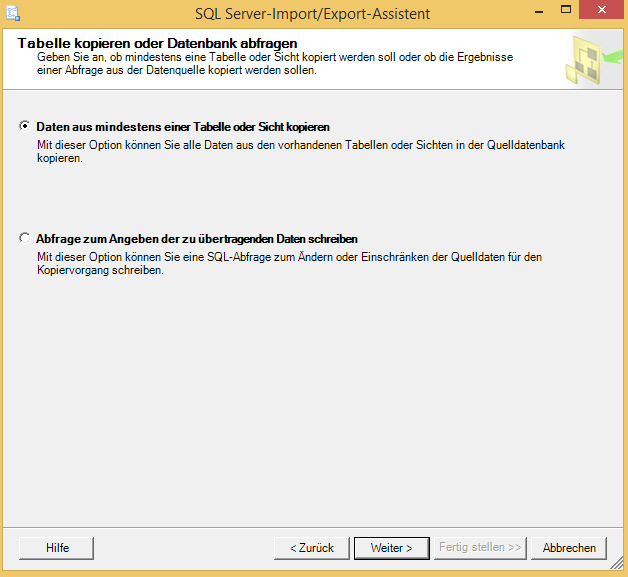 SQL Server-Import/Export-Assistent
Tabelle kopieren oder Datenbank abfragen
Geben Sie an, ob mindestens eine Tabelle oder Sicht kopiert werden soll oder ob die Ergebnisse
einer Abfrage aus der Datenquelle kopiert werden sollen.
Daten aus mindestens einer Tabelle oder Sicht kopieren
Mit dieser Option können Sie alle Daten aus den vorhandenen Tabellen oder Sichten in der Quelldatenbank
kopieren.
Abfrage zum Angeben der zu übertragenden Daten schreiben
Mit dieser Option können Sie eine SQL-Abfrage zum Ändern oder Einschränken der Quelldaten für den
Kopiervorgang schreiben.
Hilfe
< Zurück
Weiter >
Fertig stellen >>
Abbrechen